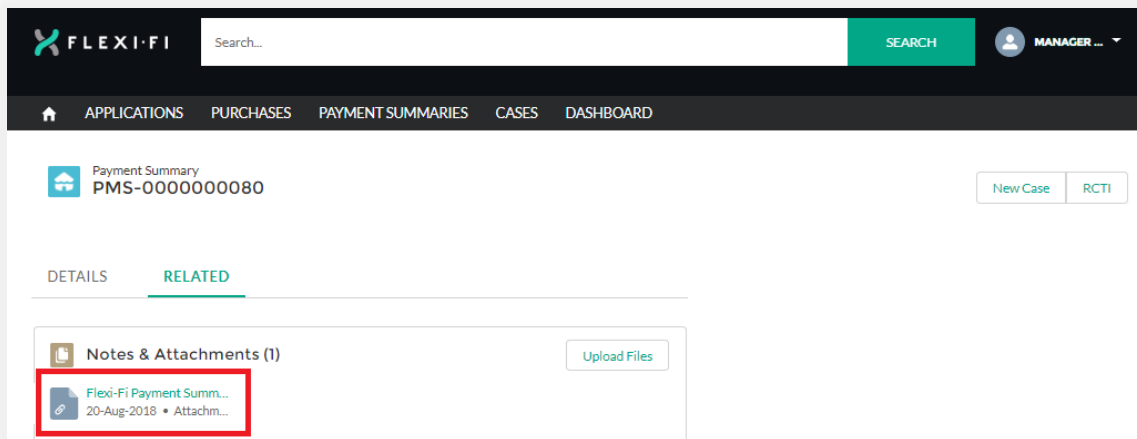 FLEXI·FI Search... SEARCH MANAGER ...
APPLICATIONS PURCHASES PAYMENT SUMMARIES CASES DASHBOARD
Payment Summary
PMS-0000000080
New Case RCTI
DETAILS RELATED
Notes & Attachments (1) Upload Files
Flexi-Fi Payment Summ...
20-Aug-2018 • Attachm...